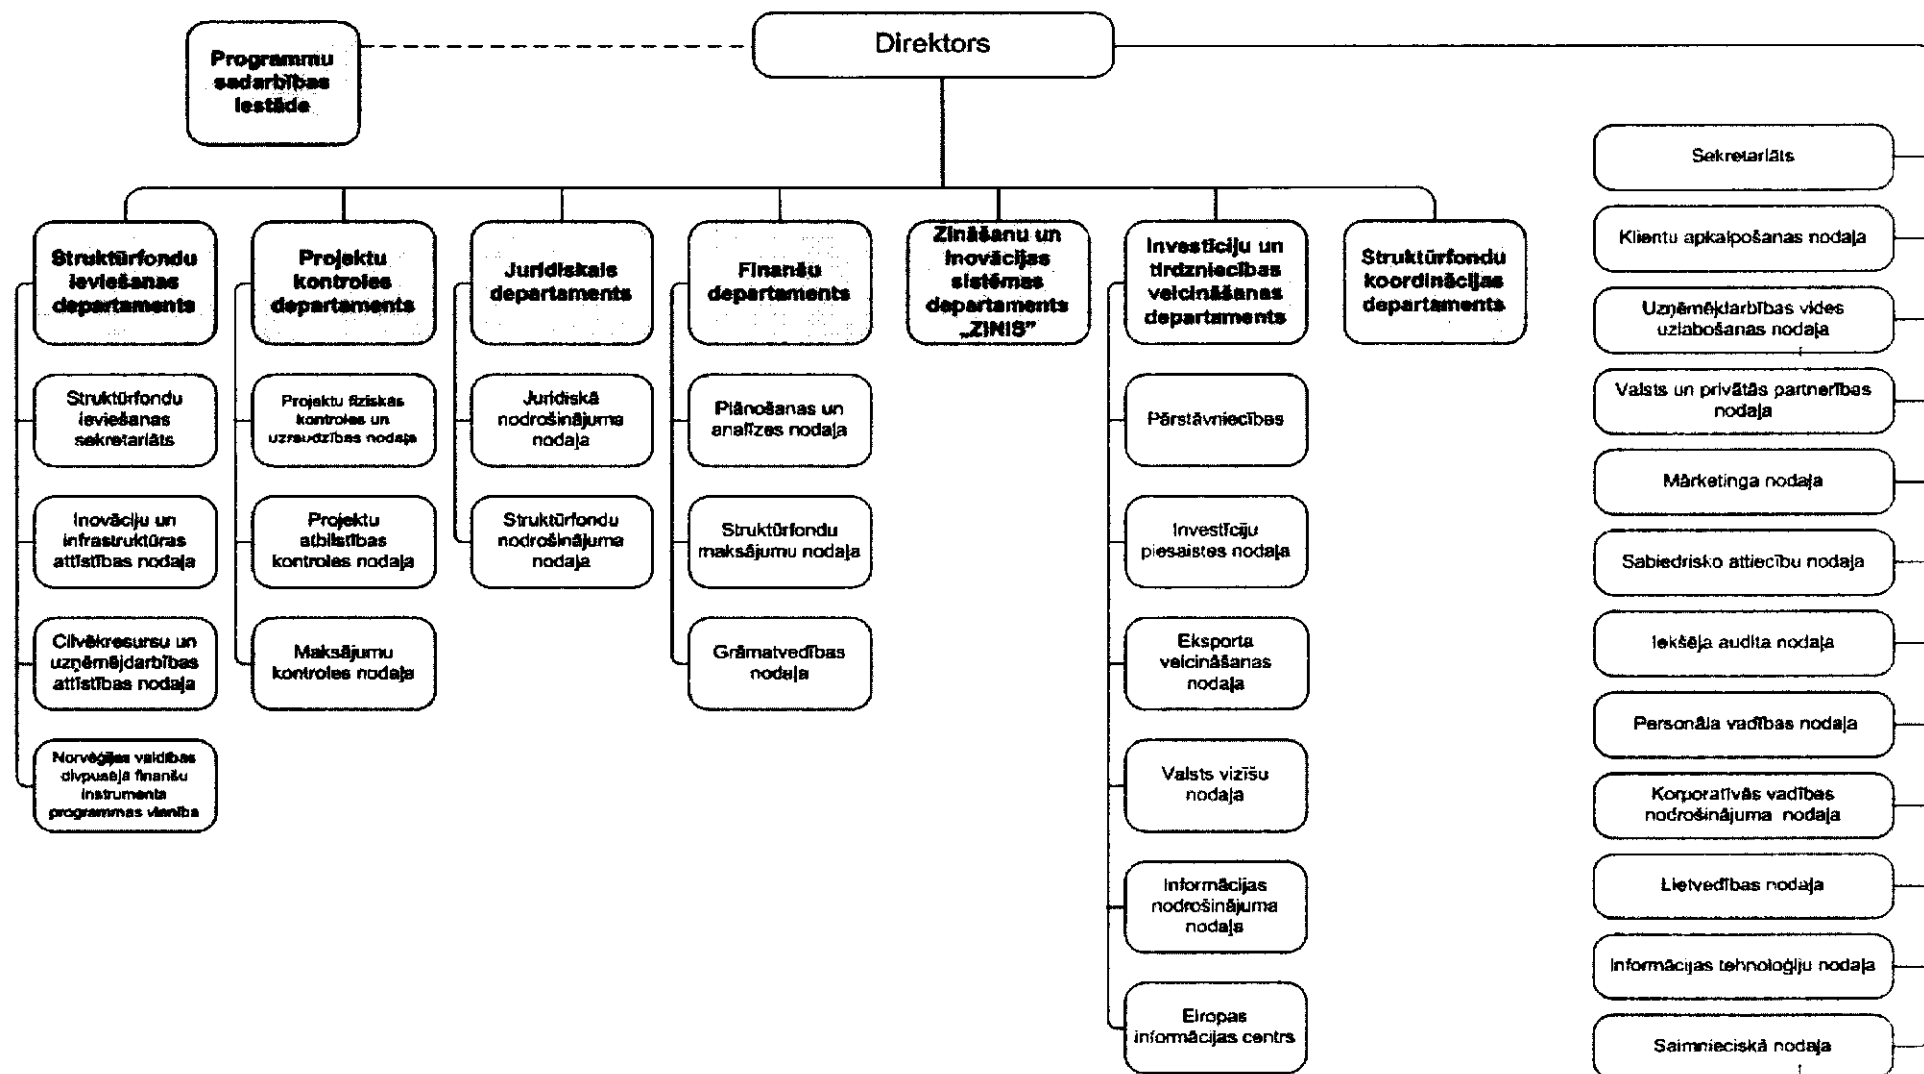 Direktors
Programmu
sadarbības
iestāde
Struktūrfondu
ieviešanas
departaments
Struktūrfondu
ieviešanas
sekretariāts
Inovāciju un
infrastruktūras
attīstības nodaļa
Cilvēkresursu un
uzņēmējdarbības
attīstības nodaļa
Norvēģijas valdības
divpusējā finanšu
instrumenta
programmas vienība
Projektu
kontroles
departaments
Projektu fiziskās
kontroles un
uzraudzības nodaļa
Projektu
atbilstības
kontroles nodaļa
Maksājumu
kontroles nodaļa
Juridiskais
departaments
Juridiskā
nodrošinājuma
nodaļa
Struktūrfondu
nodrošinājuma
nodaļa
Finanšu
departaments
Plānošanas un
analīzes nodaļa
Struktūrfondu
maksājumu nodaļa
Grāmatvedības
nodaļa
Zināšanu un
inovācijas
sistēmas
departaments
„ZINIS”
Investīciju un
tirdzniecības
veicināšanas
departaments
Pārstāvniecības
Investīciju
piesaistes nodaļa
Eksporta
veicināšanas
nodaļa
Valsts vizīšu
nodaļa
Informācijas
nodrošinājuma
nodaļa
Eiropas
informācijas centrs
Struktūrfondu
koordinācijas
departaments
Sekretariāts
Klientu apkalpošanas nodaļa
Uzņēmējdarbības vides
uzlabošanas nodaļa
Valsts un privātās partnerības
nodaļa
Mārketinga nodaļa
Sabiedrisko attiecību nodaļa
Iekšējā audita nodaļa
Personāla vadības nodaļa
Korporatīvās vadības
nodrošinājuma nodaļa
Lietvedības nodaļa
Informācijas tehnoloģiju nodaļa
Saimnieciskā nodaļa